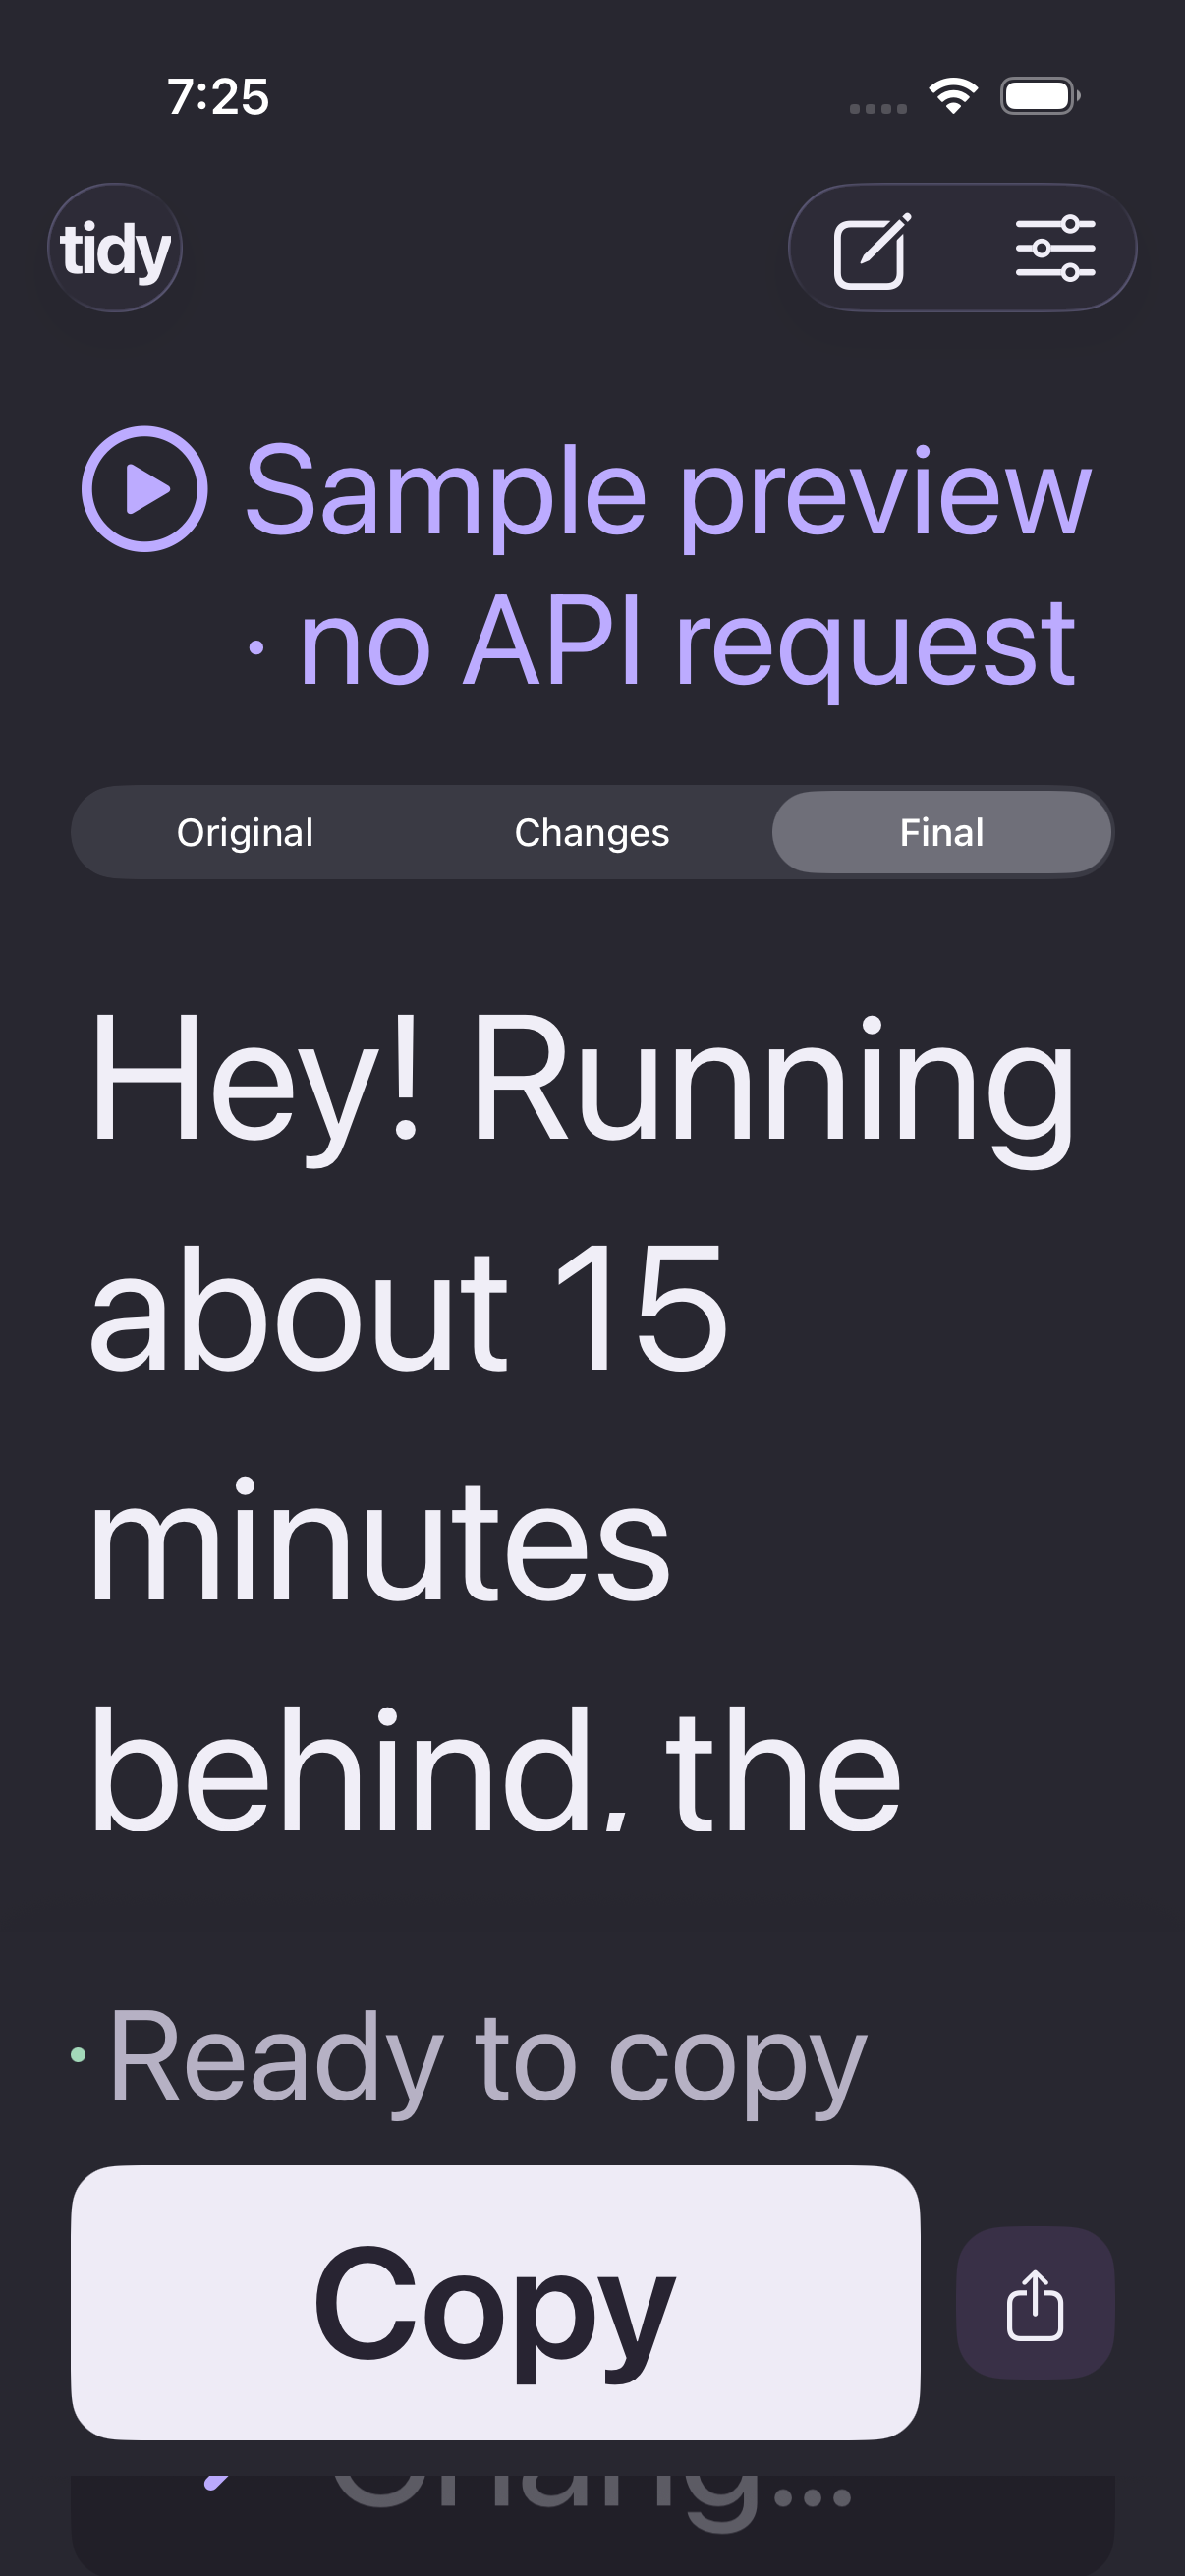 7:25
tidy
Sample preview
· no API request
Original Changes Final
Hey! Running
about 15
minutes
behind, the
Ready to copy
Copy
Chang...